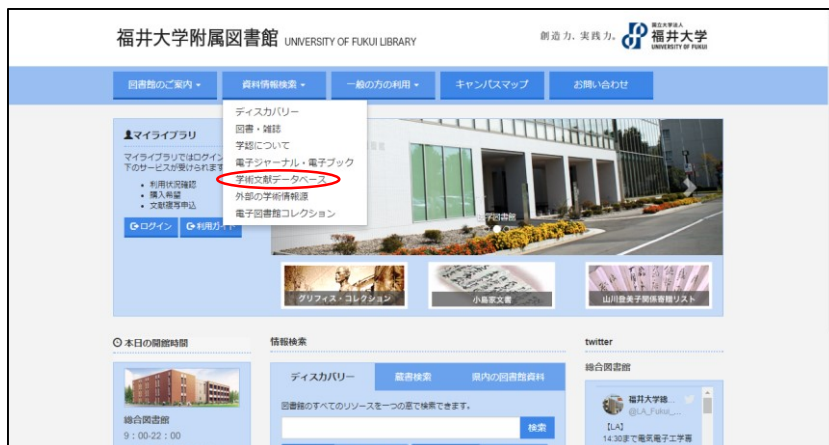 福井大学附属図書館 UNIVERSITY OF FUKUI LIBRARY
創造力、実践力。
国立大学法人
福井大学
UNIVERSITY OF FUKUI
図書館のご案内
資料情報検索
一般の方の利用
キャンパスマップ
お問い合わせ
ディスカバリー
図書・雑誌
学認について
電子ジャーナル・電子ブック
学術文献データベース
外部の学術情報源
電子図書館コレクション
マイライブラリ
マイライブラリではログイン
下のサービスが受けられます
利用状況確認
購入希望
文献複写申込
ログイン
利用ガイド
グリフィス・コレクション
小島家文書
山川登美子関係寄贈リスト
本日の開館時間
総合図書館
9:00-22:00
情報検索
ディスカバリー
蔵書検索
県内の図書館資料
図書館のすべてのリソースを一つの窓で検索できます。
検索
twitter
総合図書館
福井大学総...
@LA_Fukui_...
【LA】
14:30まで電気電子工学書